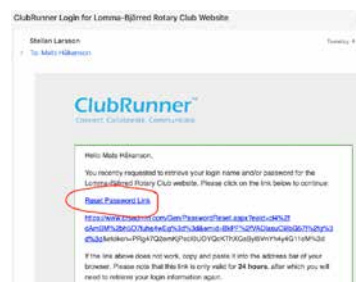 ClubRunner Login for Lomma-Bjärred Rotary Club Website
Stellan Larsson
To: Mats Håkanson
ClubRunner
Connect. Collaborate. Communicate.
Hello Mats Håkanson,
You recently requested to retrieve your login name and/or password for the
Lomma-Bjärred Rotary Club website. Please click on the link below to continue:
Reset Password Link
If the link above does not work, copy and paste it into the address bar of your
browser. Please note that this link is only valid for 24 hours, after which you will
need to retrieve your login information again.